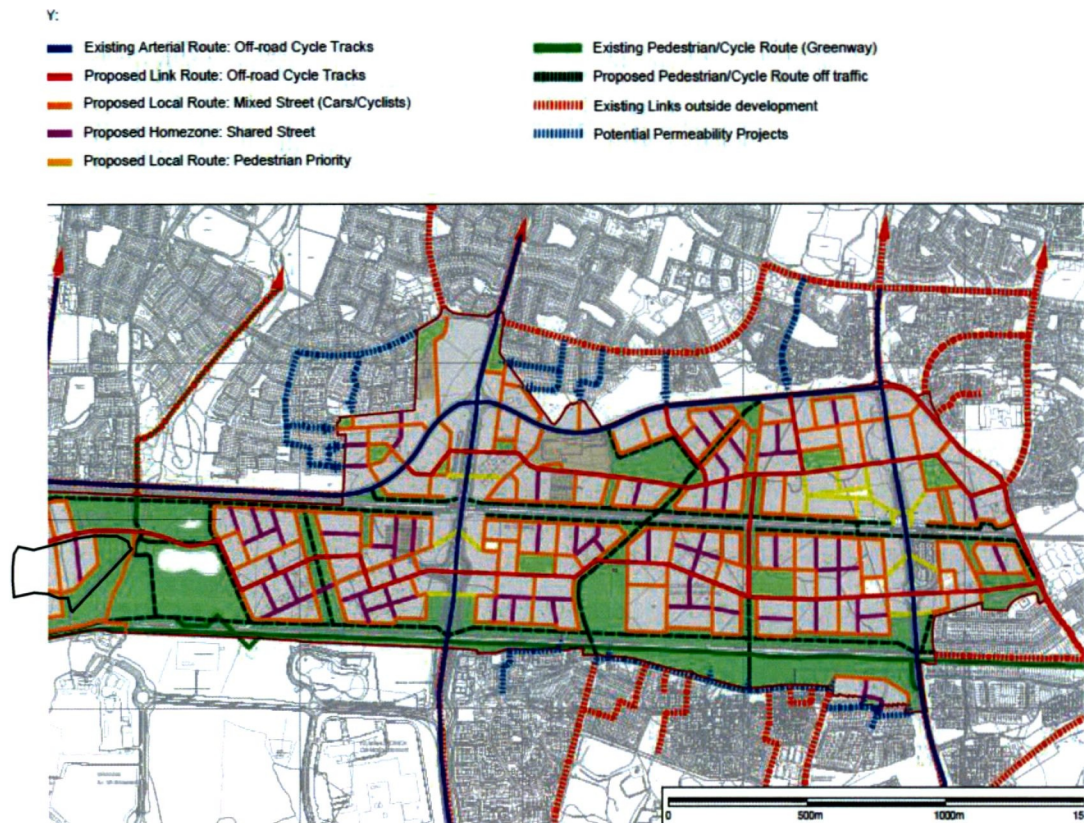 Y:
Existing Arterial Route: Off-road Cycle Tracks
Proposed Link Route: Off-road Cycle Tracks
Proposed Local Route: Mixed Street (Cars/Cyclists)
Proposed Homezone: Shared Street
Proposed Local Route: Pedestrian Priority
Existing Pedestrian/Cycle Route (Greenway)
Proposed Pedestrian/Cycle Route off traffic
Existing Links outside development
Potential Permeability Projects
0 500m 1000m